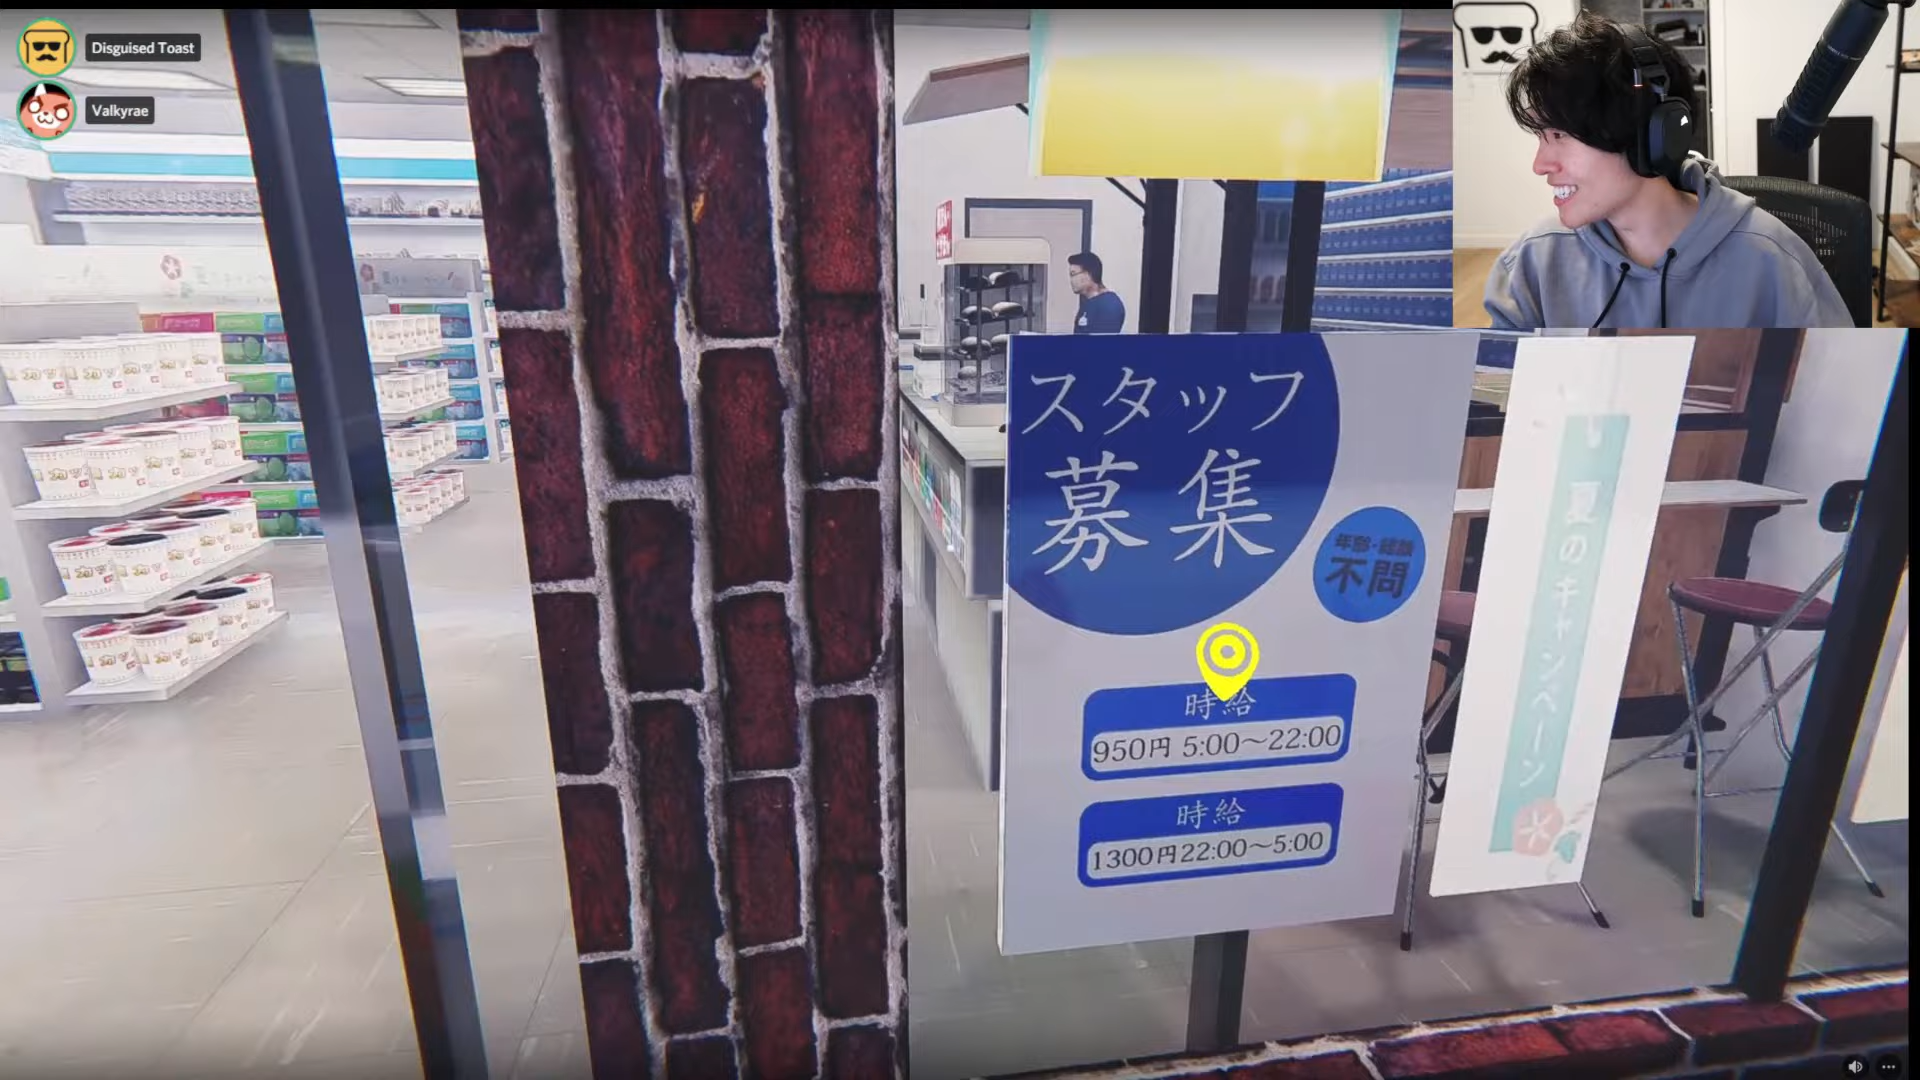 Disguised Toast
Valkyrae
スタッフ
募集
年齢・経験
不問
時給
950円 5:00～22:00
時給
1300円22:00～5:00
夏のキャンペーン